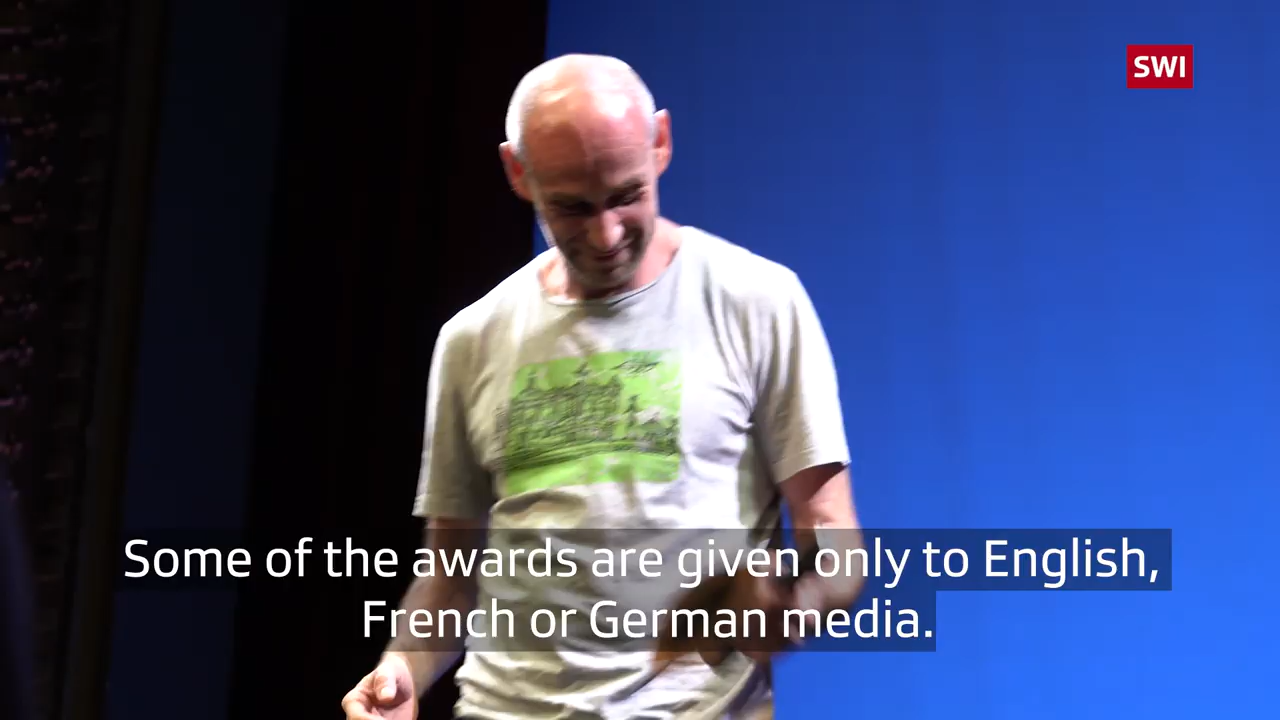 SWI
Some of the awards are given only to English,
French or German media.